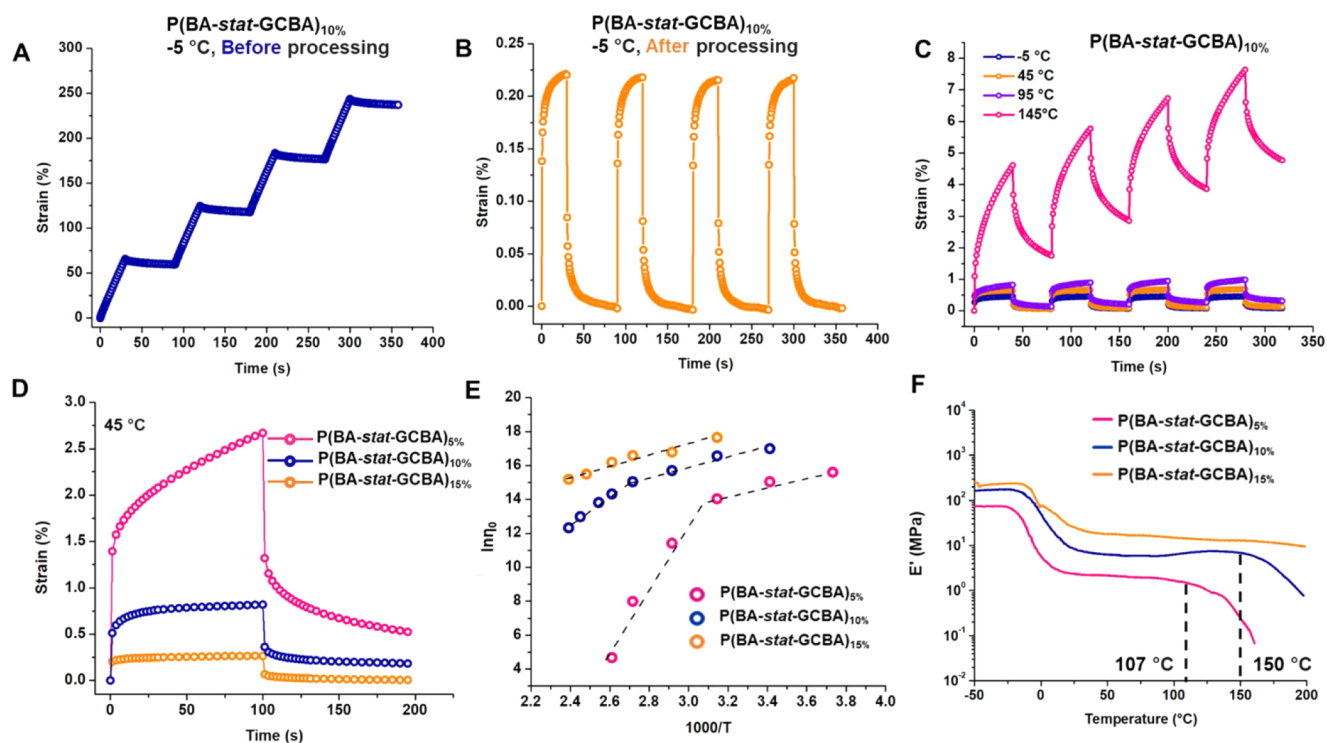 A
P(BA-stat-GCBA)10%
-5 °C, Before processing
Strain (%)
300
250
200
150
100
50
0
0 50 100 150 200 250 300 350 400
Time (s)
B
P(BA-stat-GCBA)10%
-5 °C, After processing
Strain (%)
0.25
0.20
0.15
0.10
0.05
0.00
0 50 100 150 200 250 300 350 400
Time (s)
C
P(BA-stat-GCBA)10%
-5 °C
45 °C
95 °C
145°C
Strain (%)
8
7
6
5
4
3
2
1
0
0 50 100 150 200 250 300 350
Time (s)
D
45 °C
P(BA-stat-GCBA)5%
P(BA-stat-GCBA)10%
P(BA-stat-GCBA)15%
Strain (%)
3.0
2.5
2.0
1.5
1.0
0.5
0.0
0 50 100 150 200
Time (s)
E
lnη0
20
18
16
14
12
10
8
6
4
P(BA-stat-GCBA)5%
P(BA-stat-GCBA)10%
P(BA-stat-GCBA)15%
2.2 2.4 2.6 2.8 3.0 3.2 3.4 3.6 3.8 4.0
1000/T
F
P(BA-stat-GCBA)5%
P(BA-stat-GCBA)10%
P(BA-stat-GCBA)15%
E' (MPa)
10^4
10^3
10^2
10^1
10^0
10^-1
10^-2
107 °C
150 °C
-50 0 50 100 150 200
Temperature (°C)